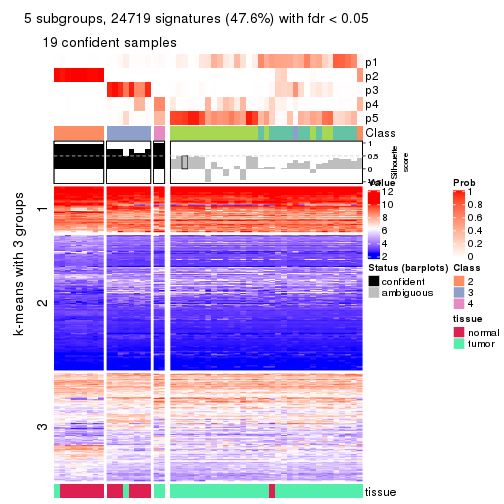 5 subgroups, 24719 signatures (47.6%) with fdr < 0.05
19 confident samples
p1
p2
p3
p4
p5
Class
1
0.5
0
Silhouette
score
k-means with 3 groups
1
2
3
Value
12
10
8
6
4
2
Prob
1
0.8
0.6
0.4
0.2
0
Status (barplots)
confident
ambiguous
Class
2
3
4
tissue
normal
tumor
tissue